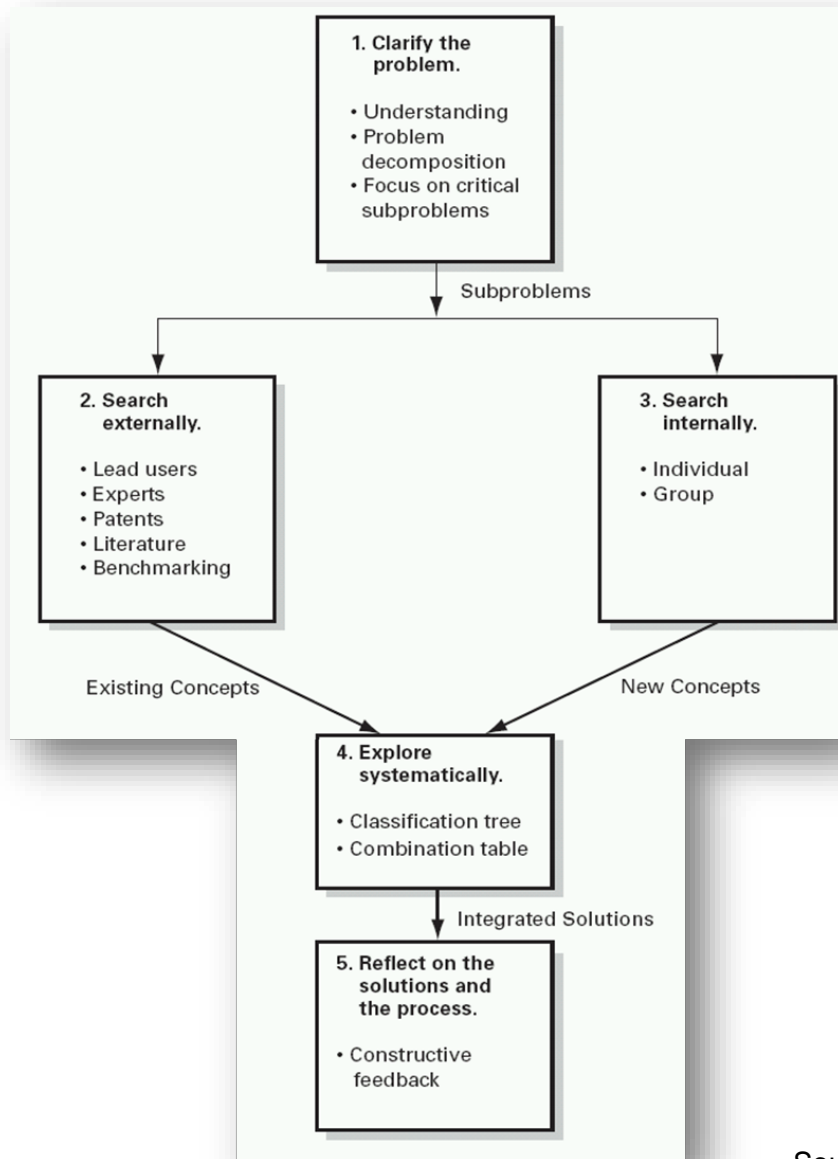 1. Clarify the
problem.
• Understanding
• Problem
decomposition
• Focus on critical
subproblems
Subproblems
2. Search
externally.
• Lead users
• Experts
• Patents
• Literature
• Benchmarking
3. Search
internally.
• Individual
• Group
Existing Concepts
New Concepts
4. Explore
systematically.
• Classification tree
• Combination table
Integrated Solutions
5. Reflect on the
solutions and
the process.
• Constructive
feedback